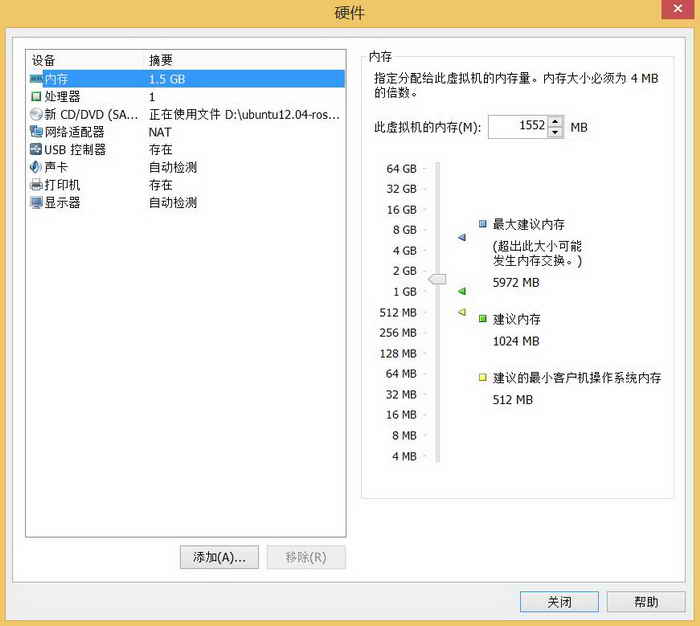 硬件
设备 摘要
内存 1.5 GB
处理器 1
新 CD/DVD (SA... 正在使用文件 D:\ubuntu12.04-ros...
网络适配器 NAT
USB 控制器 存在
声卡 自动检测
打印机 存在
显示器 自动检测
添加(A)...
移除(R)
内存
指定分配给此虚拟机的内存量。内存大小必须为 4 MB
的倍数。
此虚拟机的内存(M): 1552 MB
64 GB
32 GB
16 GB
8 GB
4 GB
2 GB
1 GB
512 MB
256 MB
128 MB
64 MB
32 MB
16 MB
8 MB
4 MB
最大建议内存
(超出此大小可能
发生内存交换。)
5972 MB
建议内存
1024 MB
建议的最小客户机操作系统内存
512 MB
关闭
帮助